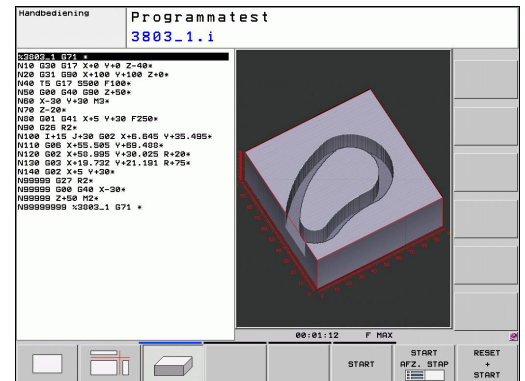 Handbediening
Programmatest
3803_1.i
%3803_1 G71 *
N10 G30 G17 X+0 Y+0 Z-40*
N20 G31 G90 X+100 Y+100 Z+0*
N40 T5 G17 S500 F100*
N50 G00 G40 G90 Z+50*
N60 X-30 Y+30 M3*
N70 Z-20*
N80 G01 G41 X+5 Y+30 F250*
N90 G26 R2*
N100 I+15 J+30 G02 X+6.645 Y+35.495*
N110 G06 X+55.505 Y+69.488*
N120 G02 X+58.995 Y+30.025 R+20*
N130 G03 X+19.732 Y+21.191 R+75*
N140 G02 X+5 Y+30*
N99999 G27 R2*
N99999 G00 G40 X-30*
N99999 Z+50 M2*
N99999999 %3803_1 G71 *
00:01:12 F MAX
START
START
AFZ. STAP
RESET
+
START